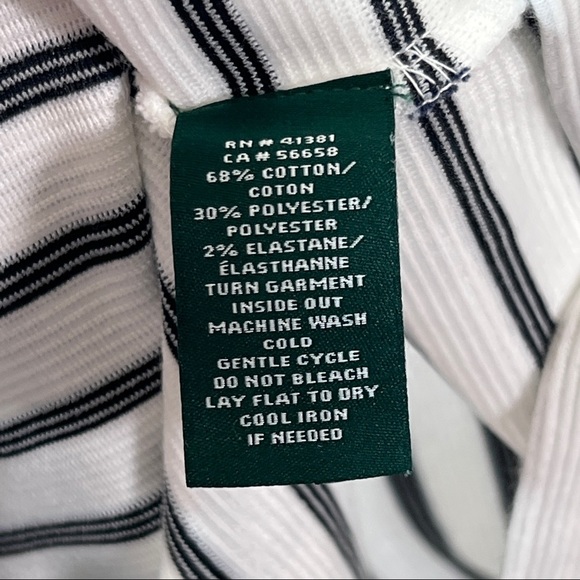 RN # 41381
CA # 56658
68% COTTON/
COTON
30% POLYESTER/
POLYESTER
2% ELASTANE/
ÉLASTHANNE
TURN GARMENT
INSIDE OUT
MACHINE WASH
COLD
GENTLE CYCLE
DO NOT BLEACH
LAY FLAT TO DRY
COOL IRON
IF NEEDED